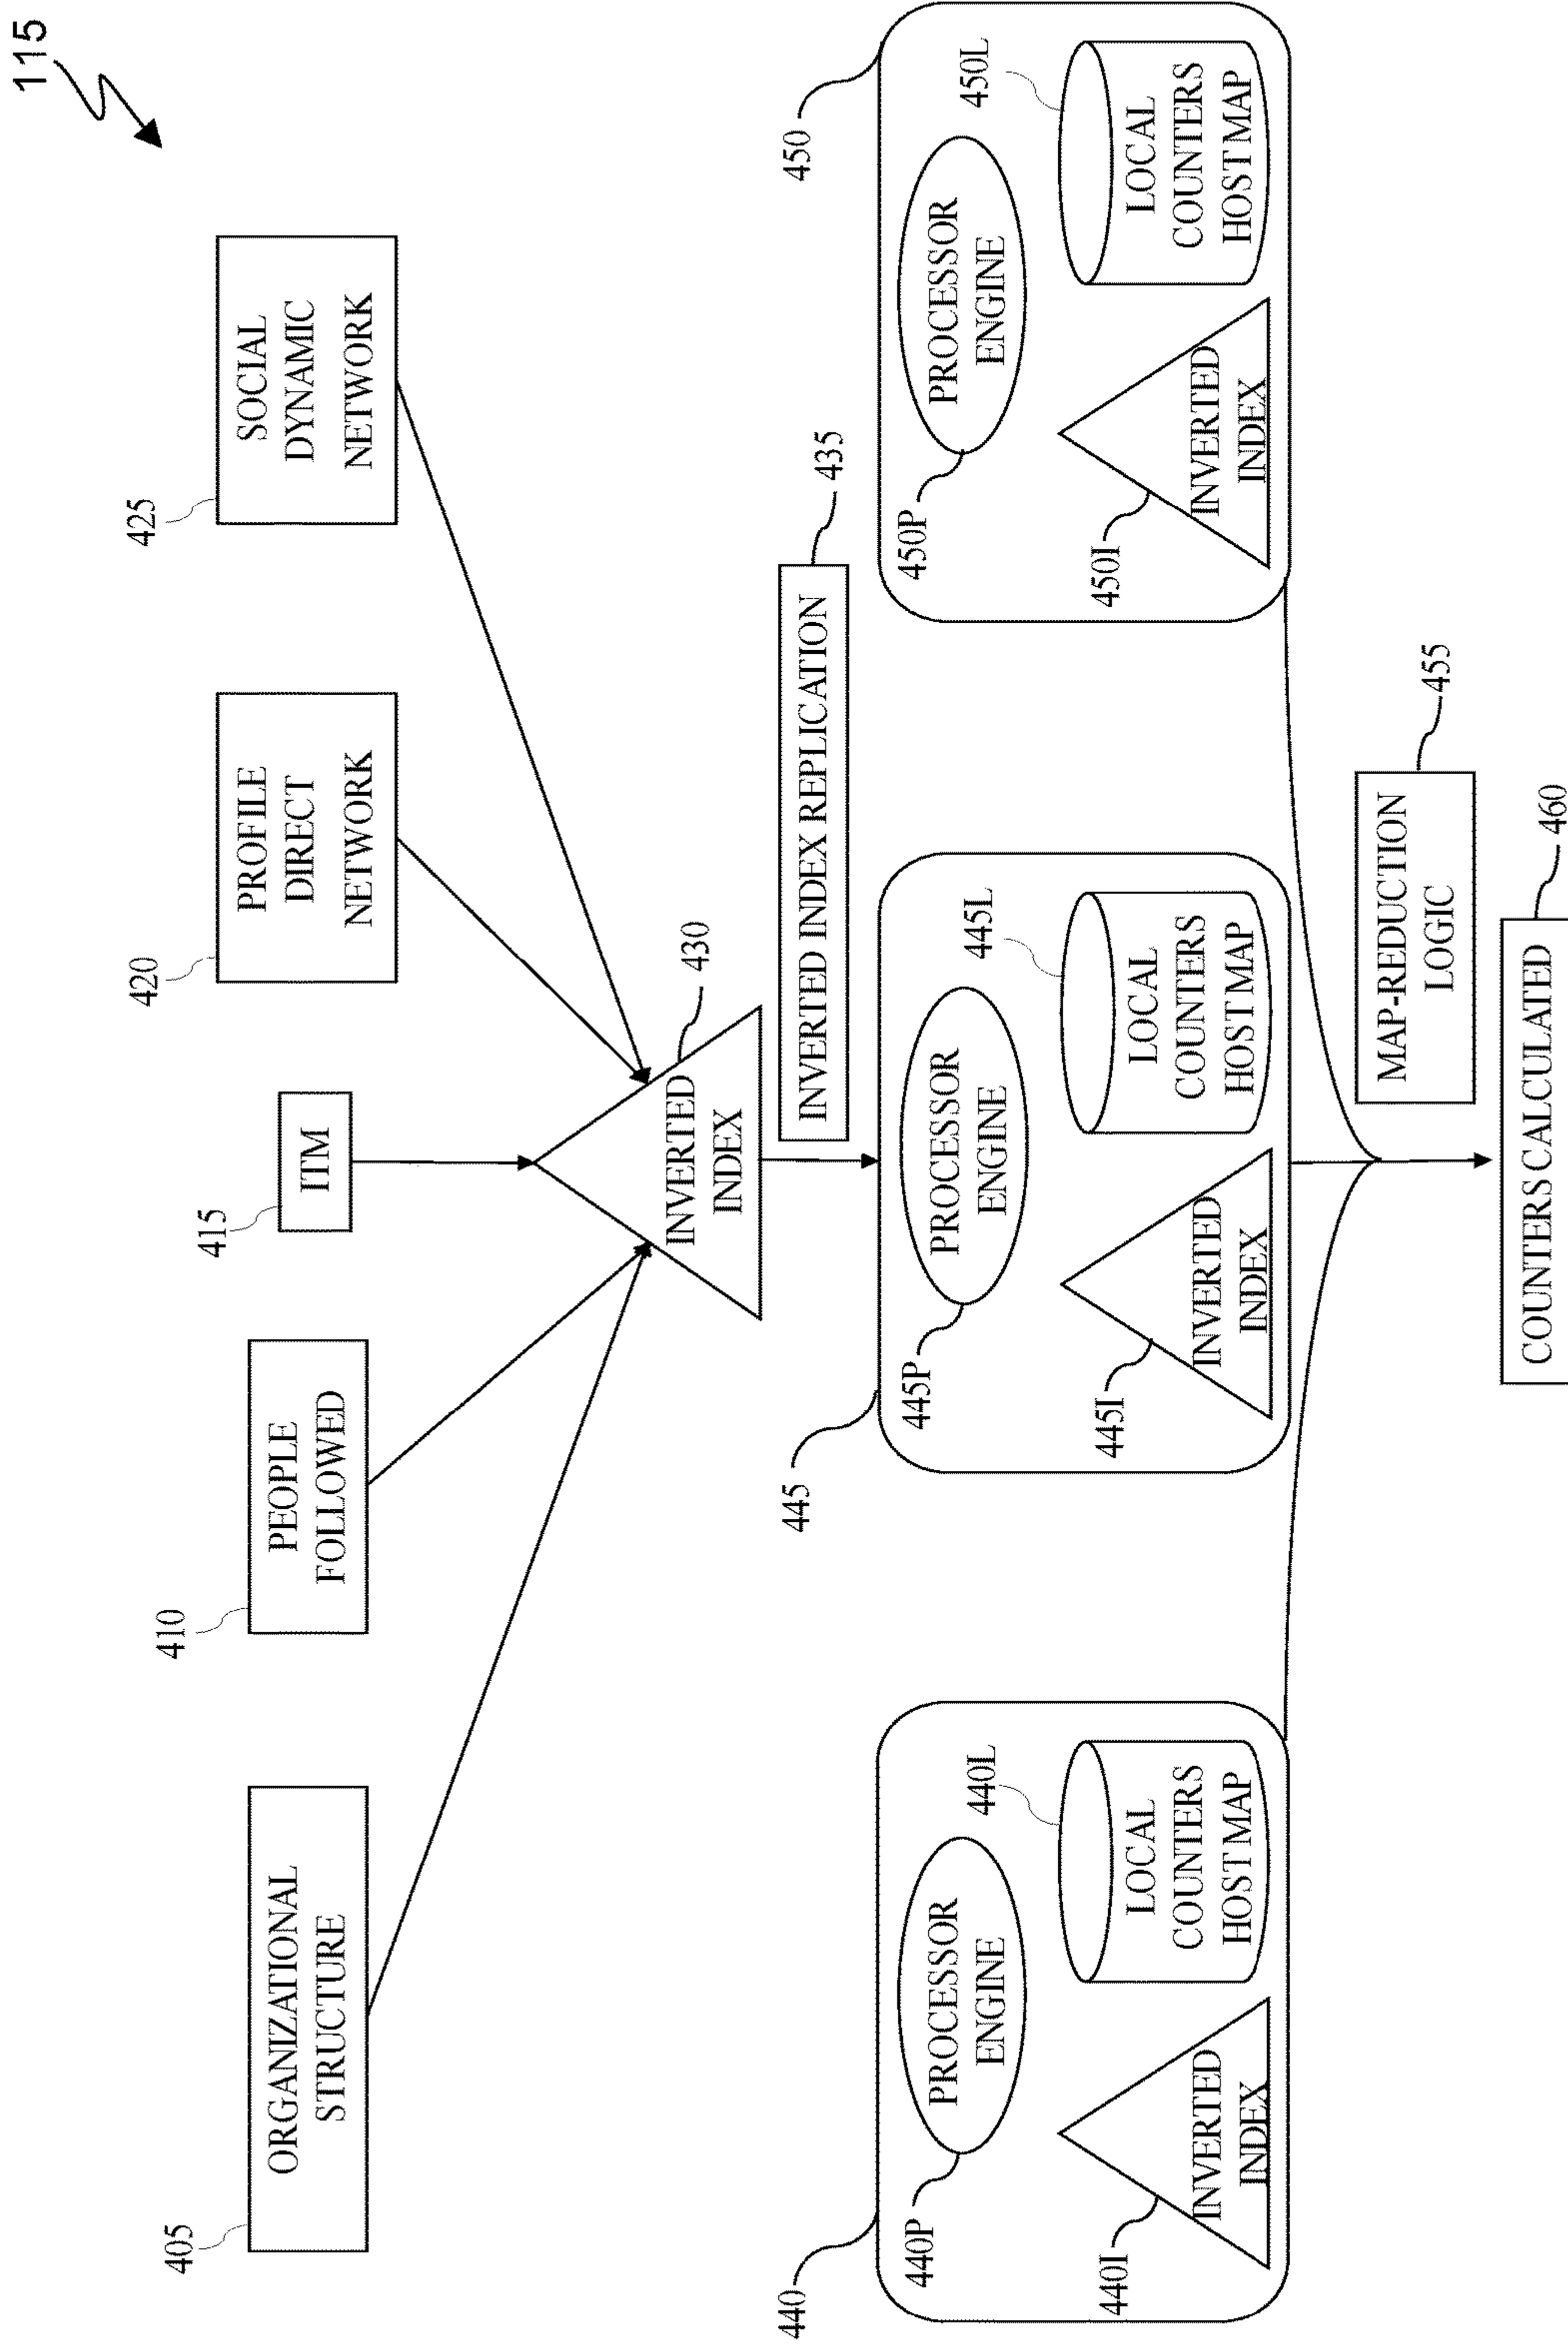 115
405
ORGANIZATIONAL
STRUCTURE
410
PEOPLE
FOLLOWED
415
ITM
420
PROFILE
DIRECT
NETWORK
425
SOCIAL
DYNAMIC
NETWORK
430
INVERTED
INDEX
INVERTED INDEX REPLICATION
435
440
440P
PROCESSOR
ENGINE
440I
INVERTED
INDEX
440L
LOCAL
COUNTERS
HOST MAP
445
445P
PROCESSOR
ENGINE
445I
INVERTED
INDEX
445L
LOCAL
COUNTERS
HOST MAP
450
450P
PROCESSOR
ENGINE
450I
INVERTED
INDEX
450L
LOCAL
COUNTERS
HOST MAP
MAP-REDUCTION
LOGIC
455
COUNTERS CALCULATED
460